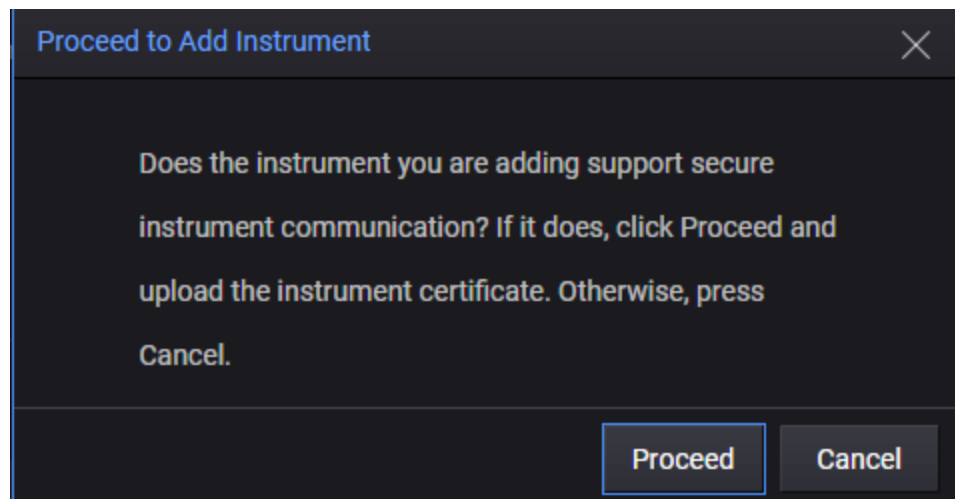 Proceed to Add Instrument
Does the instrument you are adding support secure
instrument communication? If it does, click Proceed and
upload the instrument certificate. Otherwise, press
Cancel.
Proceed Cancel